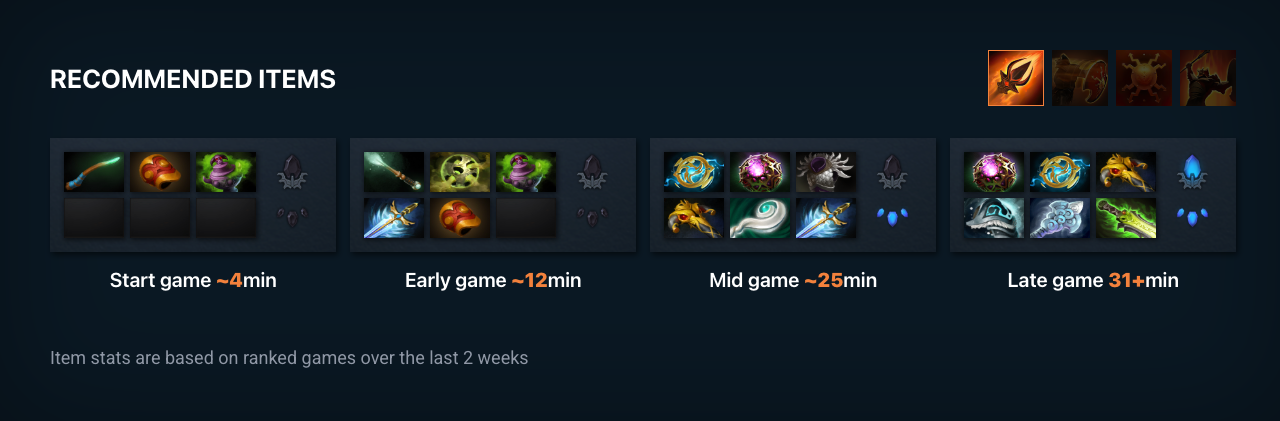 RECOMMENDED ITEMS
Start game ~4min
Early game ~12min
Mid game ~25min
Late game 31+min
Item stats are based on ranked games over the last 2 weeks